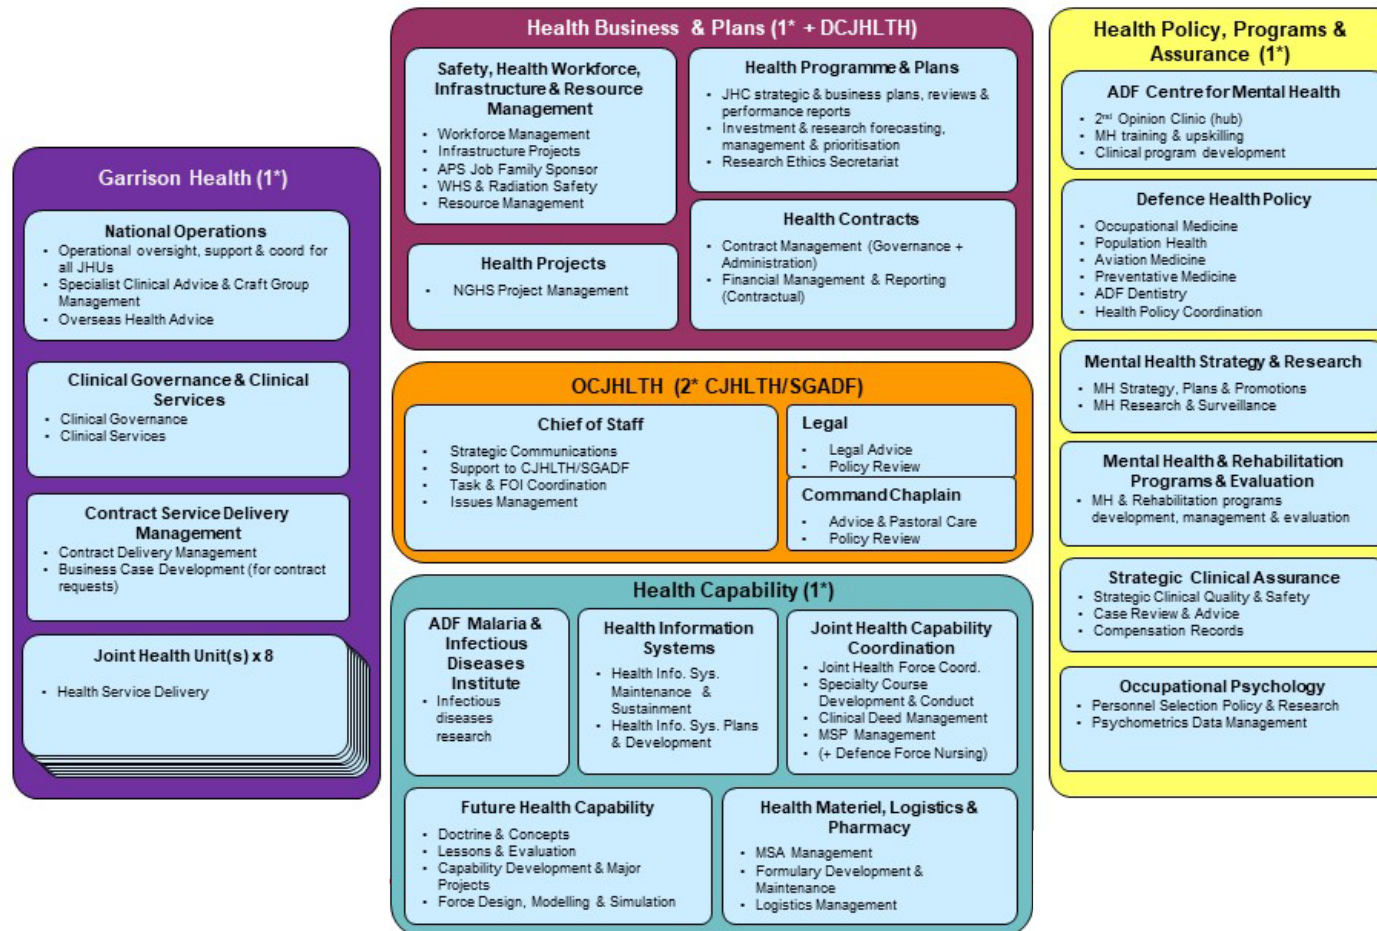 Garrison Health (1*)
National Operations
• Operational oversight, support & coord for
all JHUs
• Specialist Clinical Advice & Craft Group
Management
• Overseas Health Advice
Clinical Governance & Clinical
Services
• Clinical Governance
• Clinical Services
Contract Service Delivery
Management
• Contract Delivery Management
• Business Case Development (for contract
requests)
Joint Health Unit(s) x 8
• Health Service Delivery
Health Business & Plans (1* + DCJHLTH)
Safety, Health Workforce,
Infrastructure & Resource
Management
• Workforce Management
• Infrastructure Projects
• APS Job Family Sponsor
• WHS & Radiation Safety
• Resource Management
Health Programme & Plans
• JHC strategic & business plans, reviews &
performance reports
• Investment & research forecasting,
management & prioritisation
• Research Ethics Secretariat
Health Projects
• NGHS Project Management
Health Contracts
• Contract Management (Governance +
Administration)
• Financial Management & Reporting
(Contractual)
OCJHLTH (2* CJHLTH/SGADF)
Chief of Staff
• Strategic Communications
• Support to CJHLTH/SGADF
• Task & FOI Coordination
• Issues Management
Legal
• Legal Advice
• Policy Review
Command Chaplain
• Advice & Pastoral Care
• Policy Review
Health Capability (1*)
ADF Malaria &
Infectious
Diseases
Institute
• Infectious
diseases
research
Health Information
Systems
• Health Info. Sys.
Maintenance &
Sustainment
• Health Info. Sys. Plans
& Development
Joint Health Capability
Coordination
• Joint Health Force Coord.
• Specialty Course
Development & Conduct
• Clinical Deed Management
• MSP Management
• (+ Defence Force Nursing)
Future Health Capability
• Doctrine & Concepts
• Lessons & Evaluation
• Capability Development & Major
Projects
• Force Design, Modelling & Simulation
Health Materiel, Logistics &
Pharmacy
• MSA Management
• Formulary Development &
Maintenance
• Logistics Management
Health Policy, Programs &
Assurance (1*)
ADF Centre for Mental Health
• 2nd Opinion Clinic (hub)
• MH training & upskilling
• Clinical program development
Defence Health Policy
• Occupational Medicine
• Population Health
• Aviation Medicine
• Preventative Medicine
• ADF Dentistry
• Health Policy Coordination
Mental Health Strategy & Research
• MH Strategy, Plans & Promotions
• MH Research & Surveillance
Mental Health & Rehabilitation
Programs & Evaluation
• MH & Rehabilitation programs
development, management & evaluation
Strategic Clinical Assurance
• Strategic Clinical Quality & Safety
• Case Review & Advice
• Compensation Records
Occupational Psychology
• Personnel Selection Policy & Research
• Psychometrics Data Management